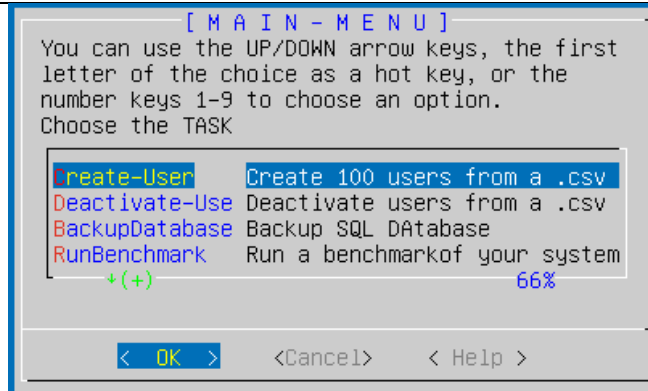 [ M A I N - M E N U ]
You can use the UP/DOWN arrow keys, the first
letter of the choice as a hot key, or the
number keys 1-9 to choose an option.
Choose the TASK
Create-User Create 100 users from a .csv
Deactivate-Use Deactivate users from a .csv
BackupDatabase Backup SQL DAtabase
RunBenchmark Run a benchmarkof your system
↓(+) 66%
< OK > <Cancel> < Help >